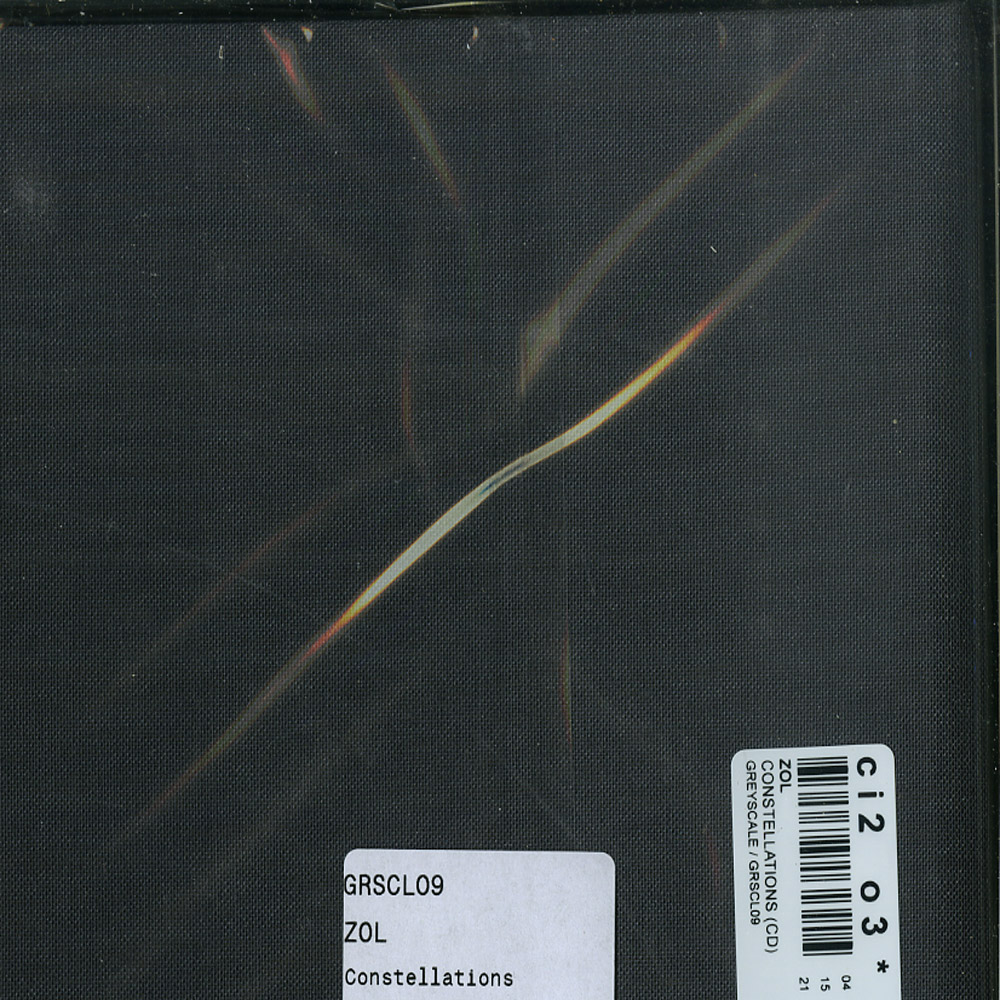 GRSCL09
ZOL
Constellations
ci2 o3 *
ZOL
CONSTELLATIONS (CD)
GREYSCALE / GRSCL09
04
15
21